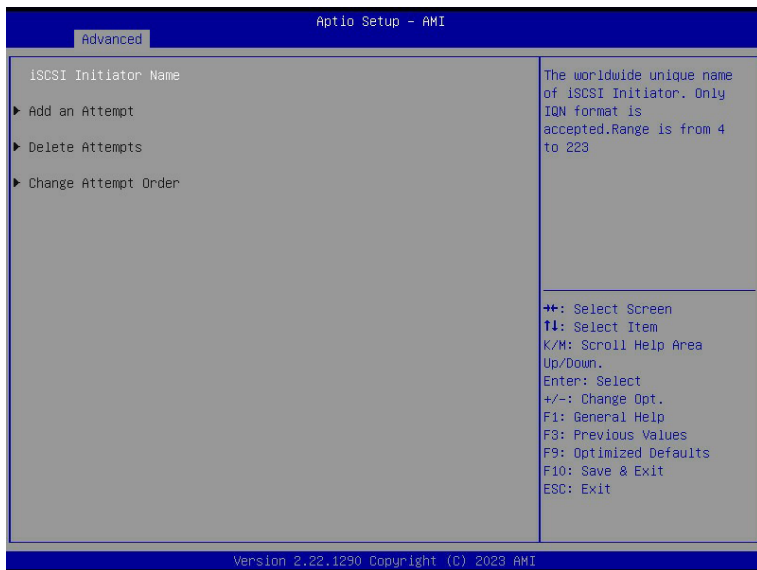 Aptio Setup - AMI
Advanced
iSCSI Initiator Name
▶ Add an Attempt
▶ Delete Attempts
▶ Change Attempt Order
The worldwide unique name
of iSCSI Initiator. Only
IQN format is
accepted.Range is from 4
to 223
→←: Select Screen
↑↓: Select Item
K/M: Scroll Help Area
Up/Down.
Enter: Select
+/-: Change Opt.
F1: General Help
F3: Previous Values
F9: Optimized Defaults
F10: Save & Exit
ESC: Exit
Version 2.22.1290 Copyright (C) 2023 AMI